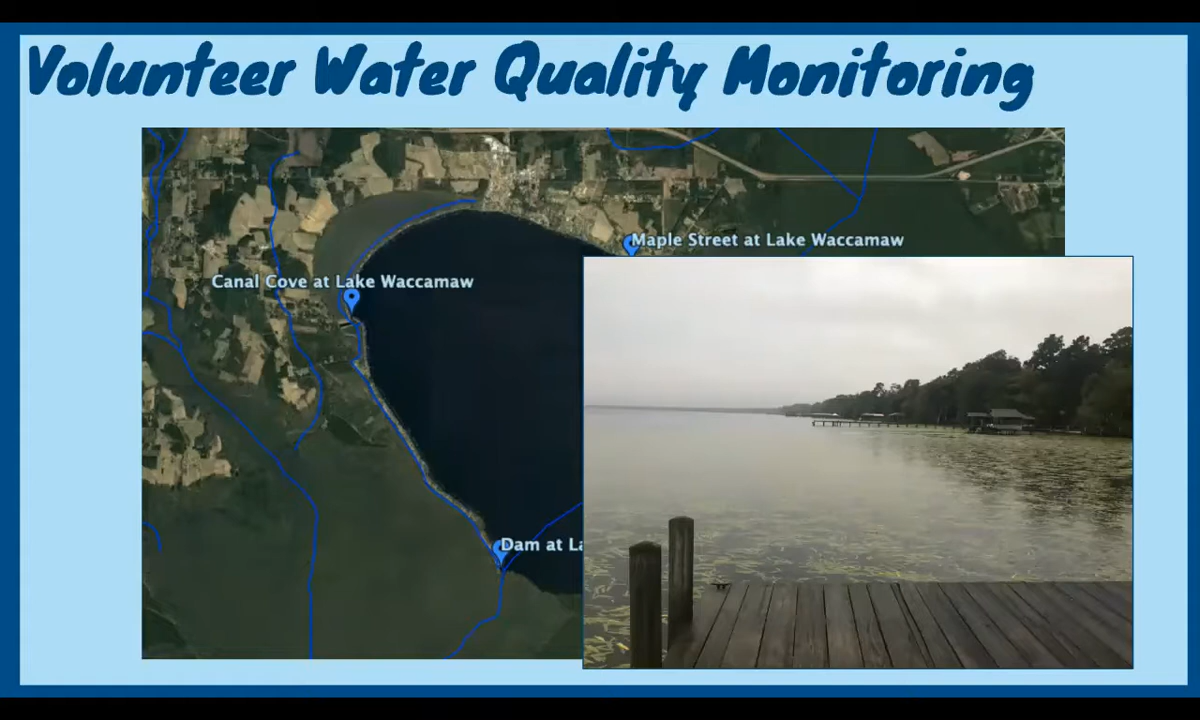 Volunteer Water Quality Monitoring
Maple Street at Lake Waccamaw
Canal Cove at Lake Waccamaw
Dam at La